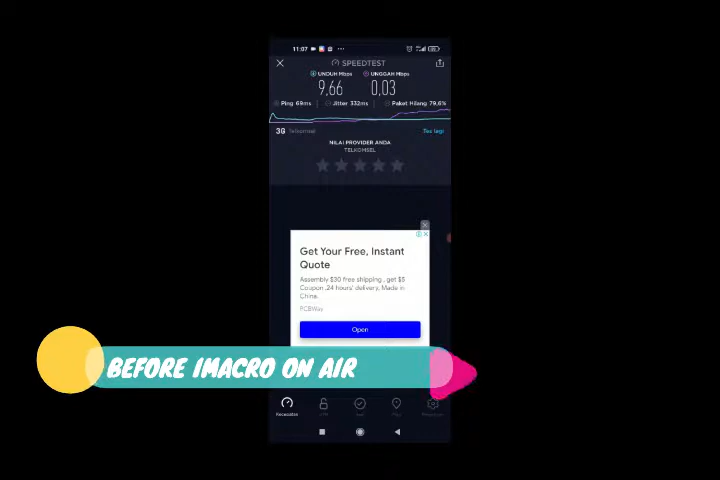 11:07
SPEEDTEST
UNDUH Mbps UNGGAH Mbps
9,66 0,03
Ping 69ms Jitter 332ms Paket Hilang 79,6%
3G Telkomsel Tes lagi
NILAI PROVIDER ANDA
TELKOMSEL
Get Your Free, Instant
Quote
Assembly $30 free shipping , get $5
Coupon ,24 hours' delivery, Made in
China.
PCBWay
Open
BEFORE IMACRO ON AIR
Kecepatan